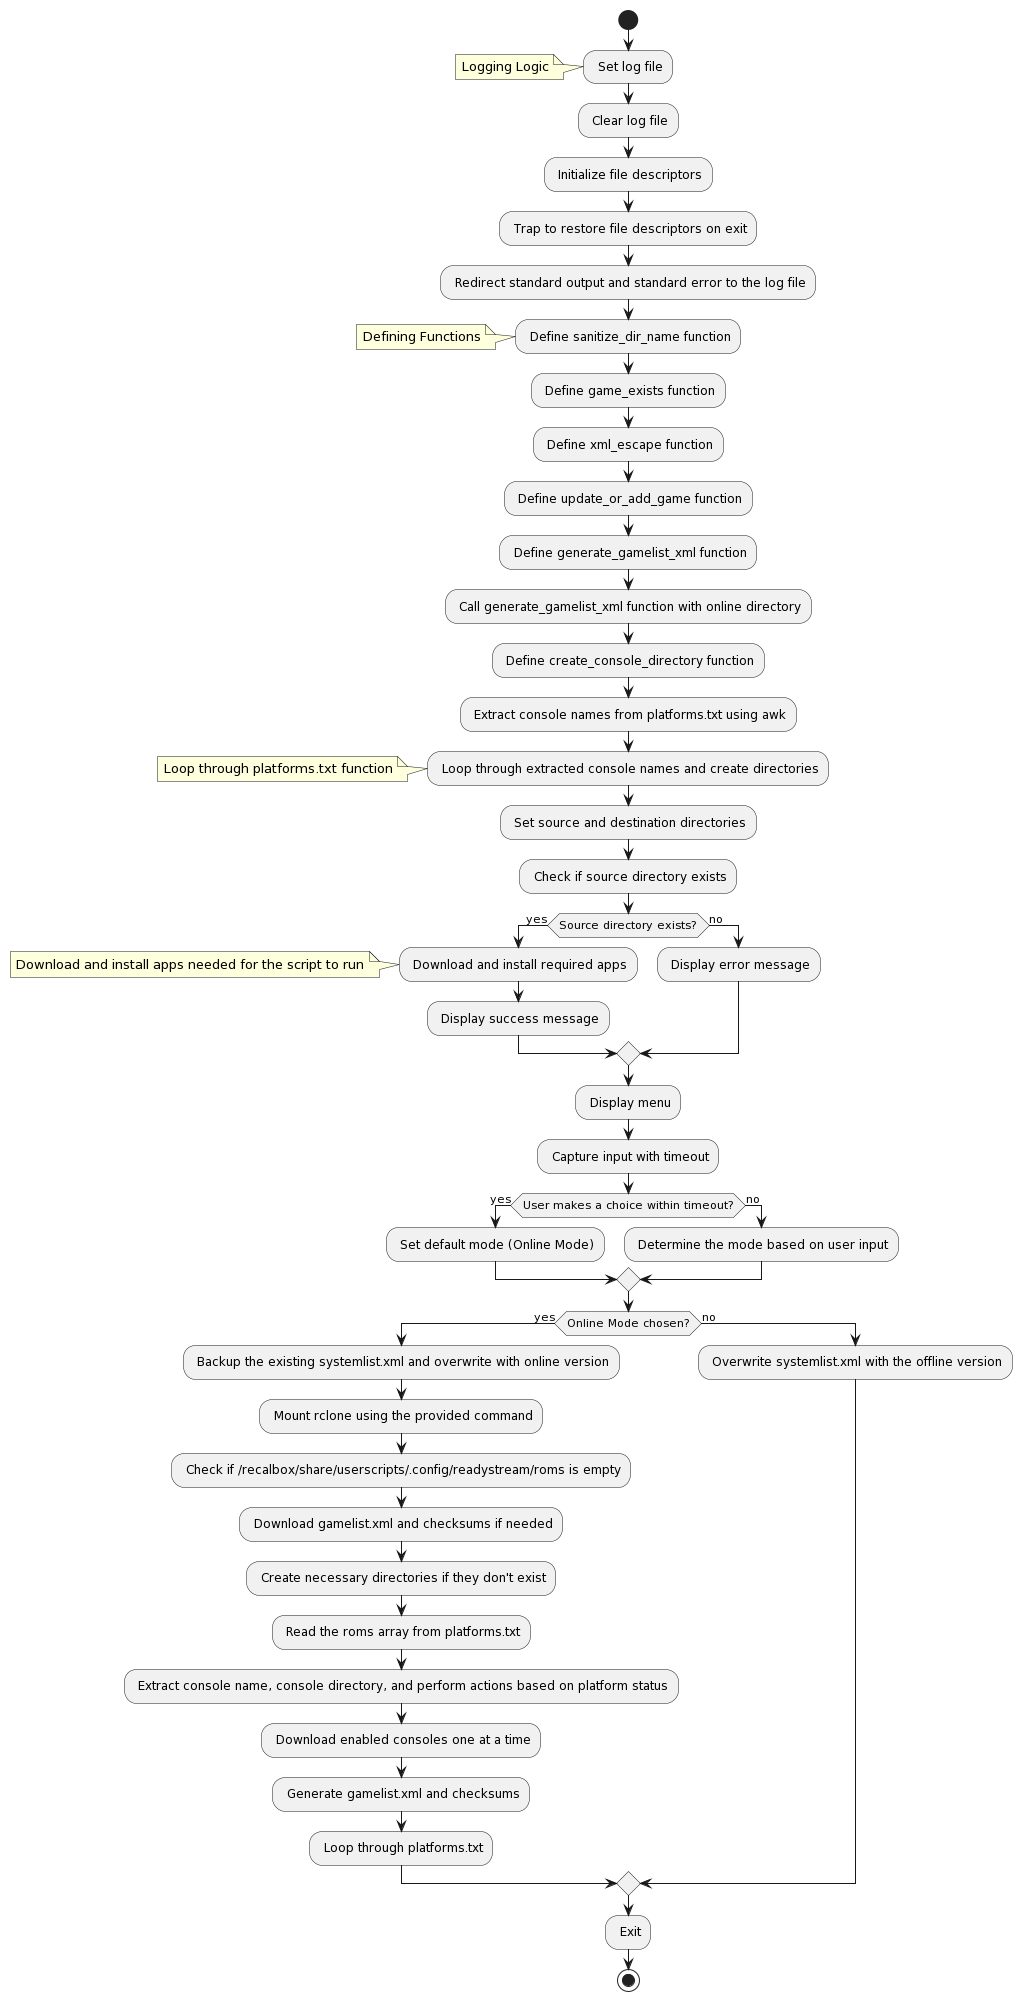 Logging Logic
Set log file
Clear log file
Initialize file descriptors
Trap to restore file descriptors on exit
Redirect standard output and standard error to the log file
Defining Functions
Define sanitize_dir_name function
Define game_exists function
Define xml_escape function
Define update_or_add_game function
Define generate_gamelist_xml function
Call generate_gamelist_xml function with online directory
Define create_console_directory function
Extract console names from platforms.txt using awk
Loop through platforms.txt function
Loop through extracted console names and create directories
Set source and destination directories
Check if source directory exists
yes
Source directory exists?
no
Download and install apps needed for the script to run
Download and install required apps
Display error message
Display success message
Display menu
Capture input with timeout
yes
User makes a choice within timeout?
no
Set default mode (Online Mode)
Determine the mode based on user input
yes
Online Mode chosen?
no
Backup the existing systemlist.xml and overwrite with online version
Overwrite systemlist.xml with the offline version
Mount rclone using the provided command
Check if /recalbox/share/userscripts/.config/readystream/roms is empty
Download gamelist.xml and checksums if needed
Create necessary directories if they don't exist
Read the roms array from platforms.txt
Extract console name, console directory, and perform actions based on platform status
Download enabled consoles one at a time
Generate gamelist.xml and checksums
Loop through platforms.txt
Exit